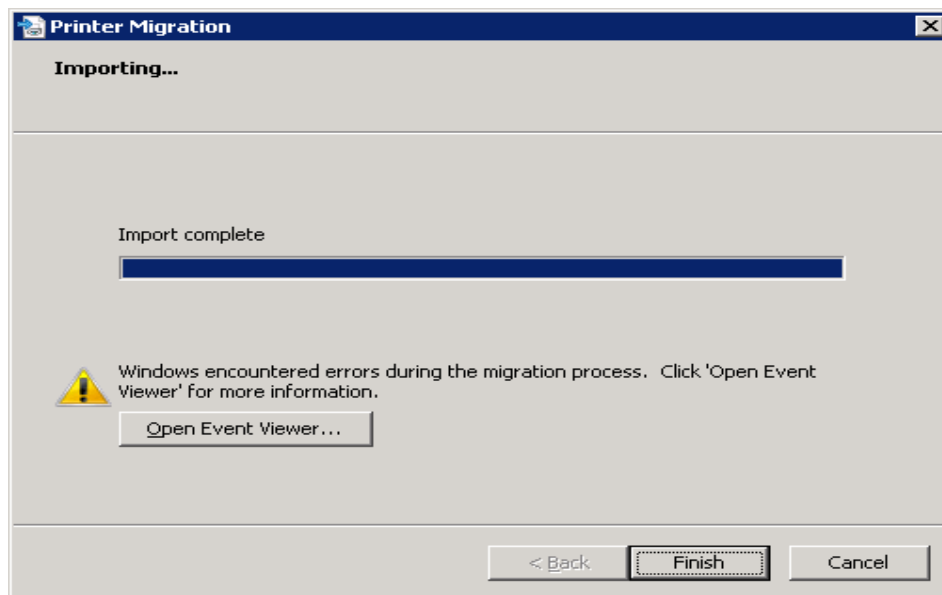 Printer Migration
Importing...
Import complete
Windows encountered errors during the migration process.  Click 'Open Event
Viewer' for more information.
Open Event Viewer...
< Back
Finish
Cancel